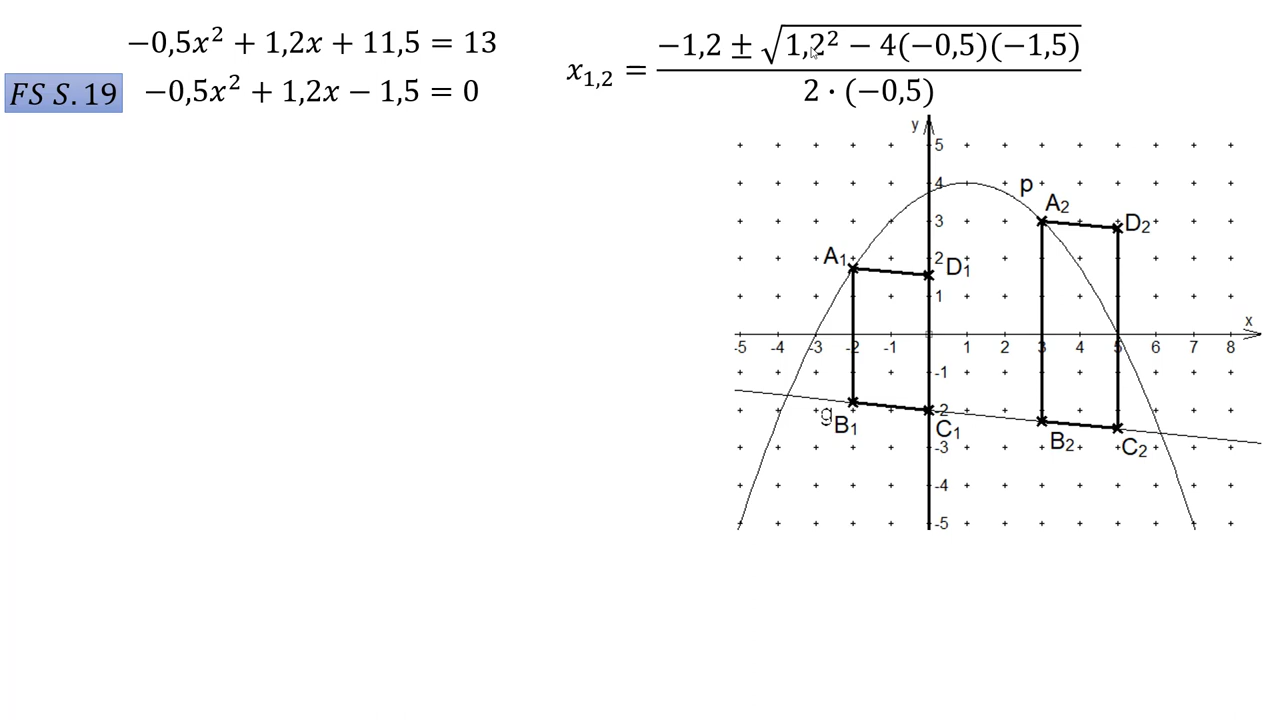 −0,5x² + 1,2x + 11,5 = 13
FS S. 19
−0,5x² + 1,2x − 1,5 = 0
x₁,₂ = (−1,2 ± √(1,2² − 4(−0,5)(−1,5))) / (2 · (−0,5))
y
5
4
p
A₂
3
D₂
A₁
2
D₁
1
x
-5 -4 -3 -2 -1 0 1 2 3 4 5 6 7 8
-1
g
B₁
-2
C₁
B₂
C₂
-3
-4
-5